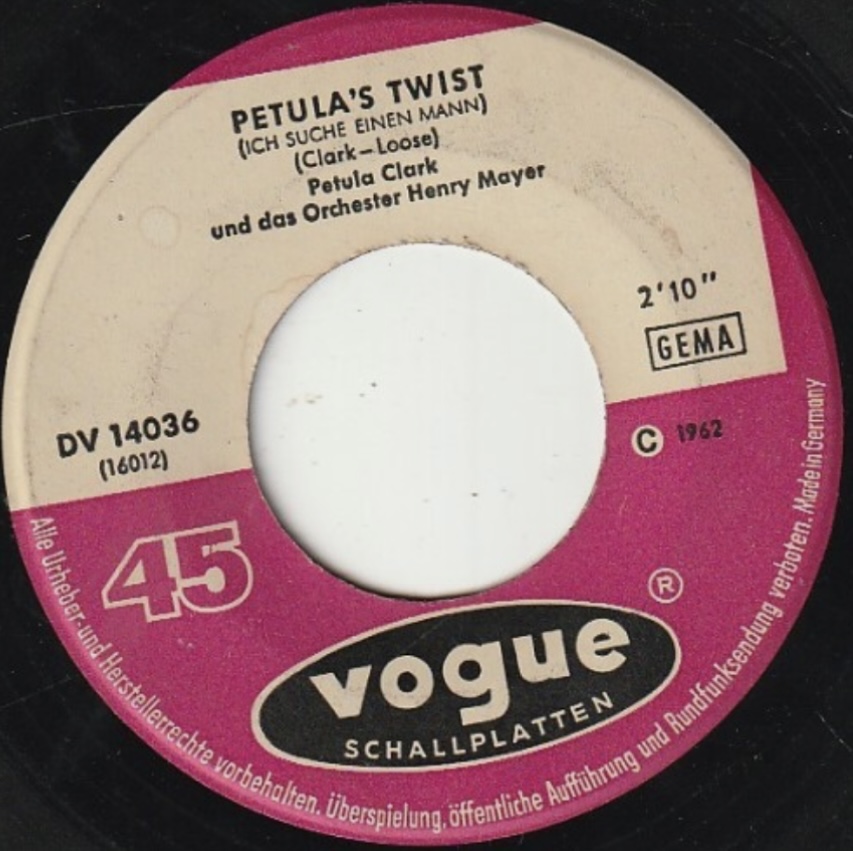 PETULA'S TWIST
(ICH SUCHE EINEN MANN)
(Clark–Loose)
Petula Clark
und das Orchester Henry Mayer
2'10"
GEMA
DV 14036
(16012)
C 1962
45
®
vogue
SCHALLPLATTEN
Alle Urheber- und Herstellerrechte vorbehalten. Überspielung, öffentliche Aufführung und Rundfunksendung verboten. Made in Germany